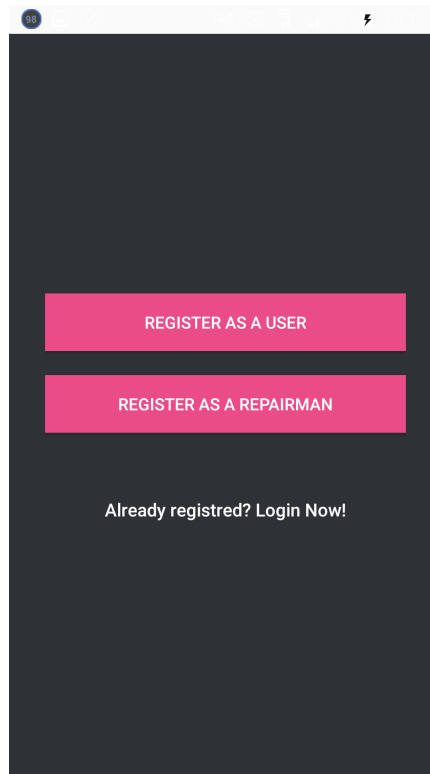 98
REGISTER AS A USER
REGISTER AS A REPAIRMAN
Already registred? Login Now!